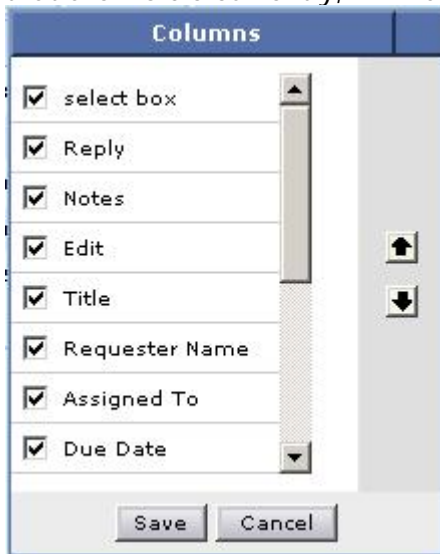 Columns
select box
Reply
Notes
Edit
Title
Requester Name
Assigned To
Due Date
Save Cancel